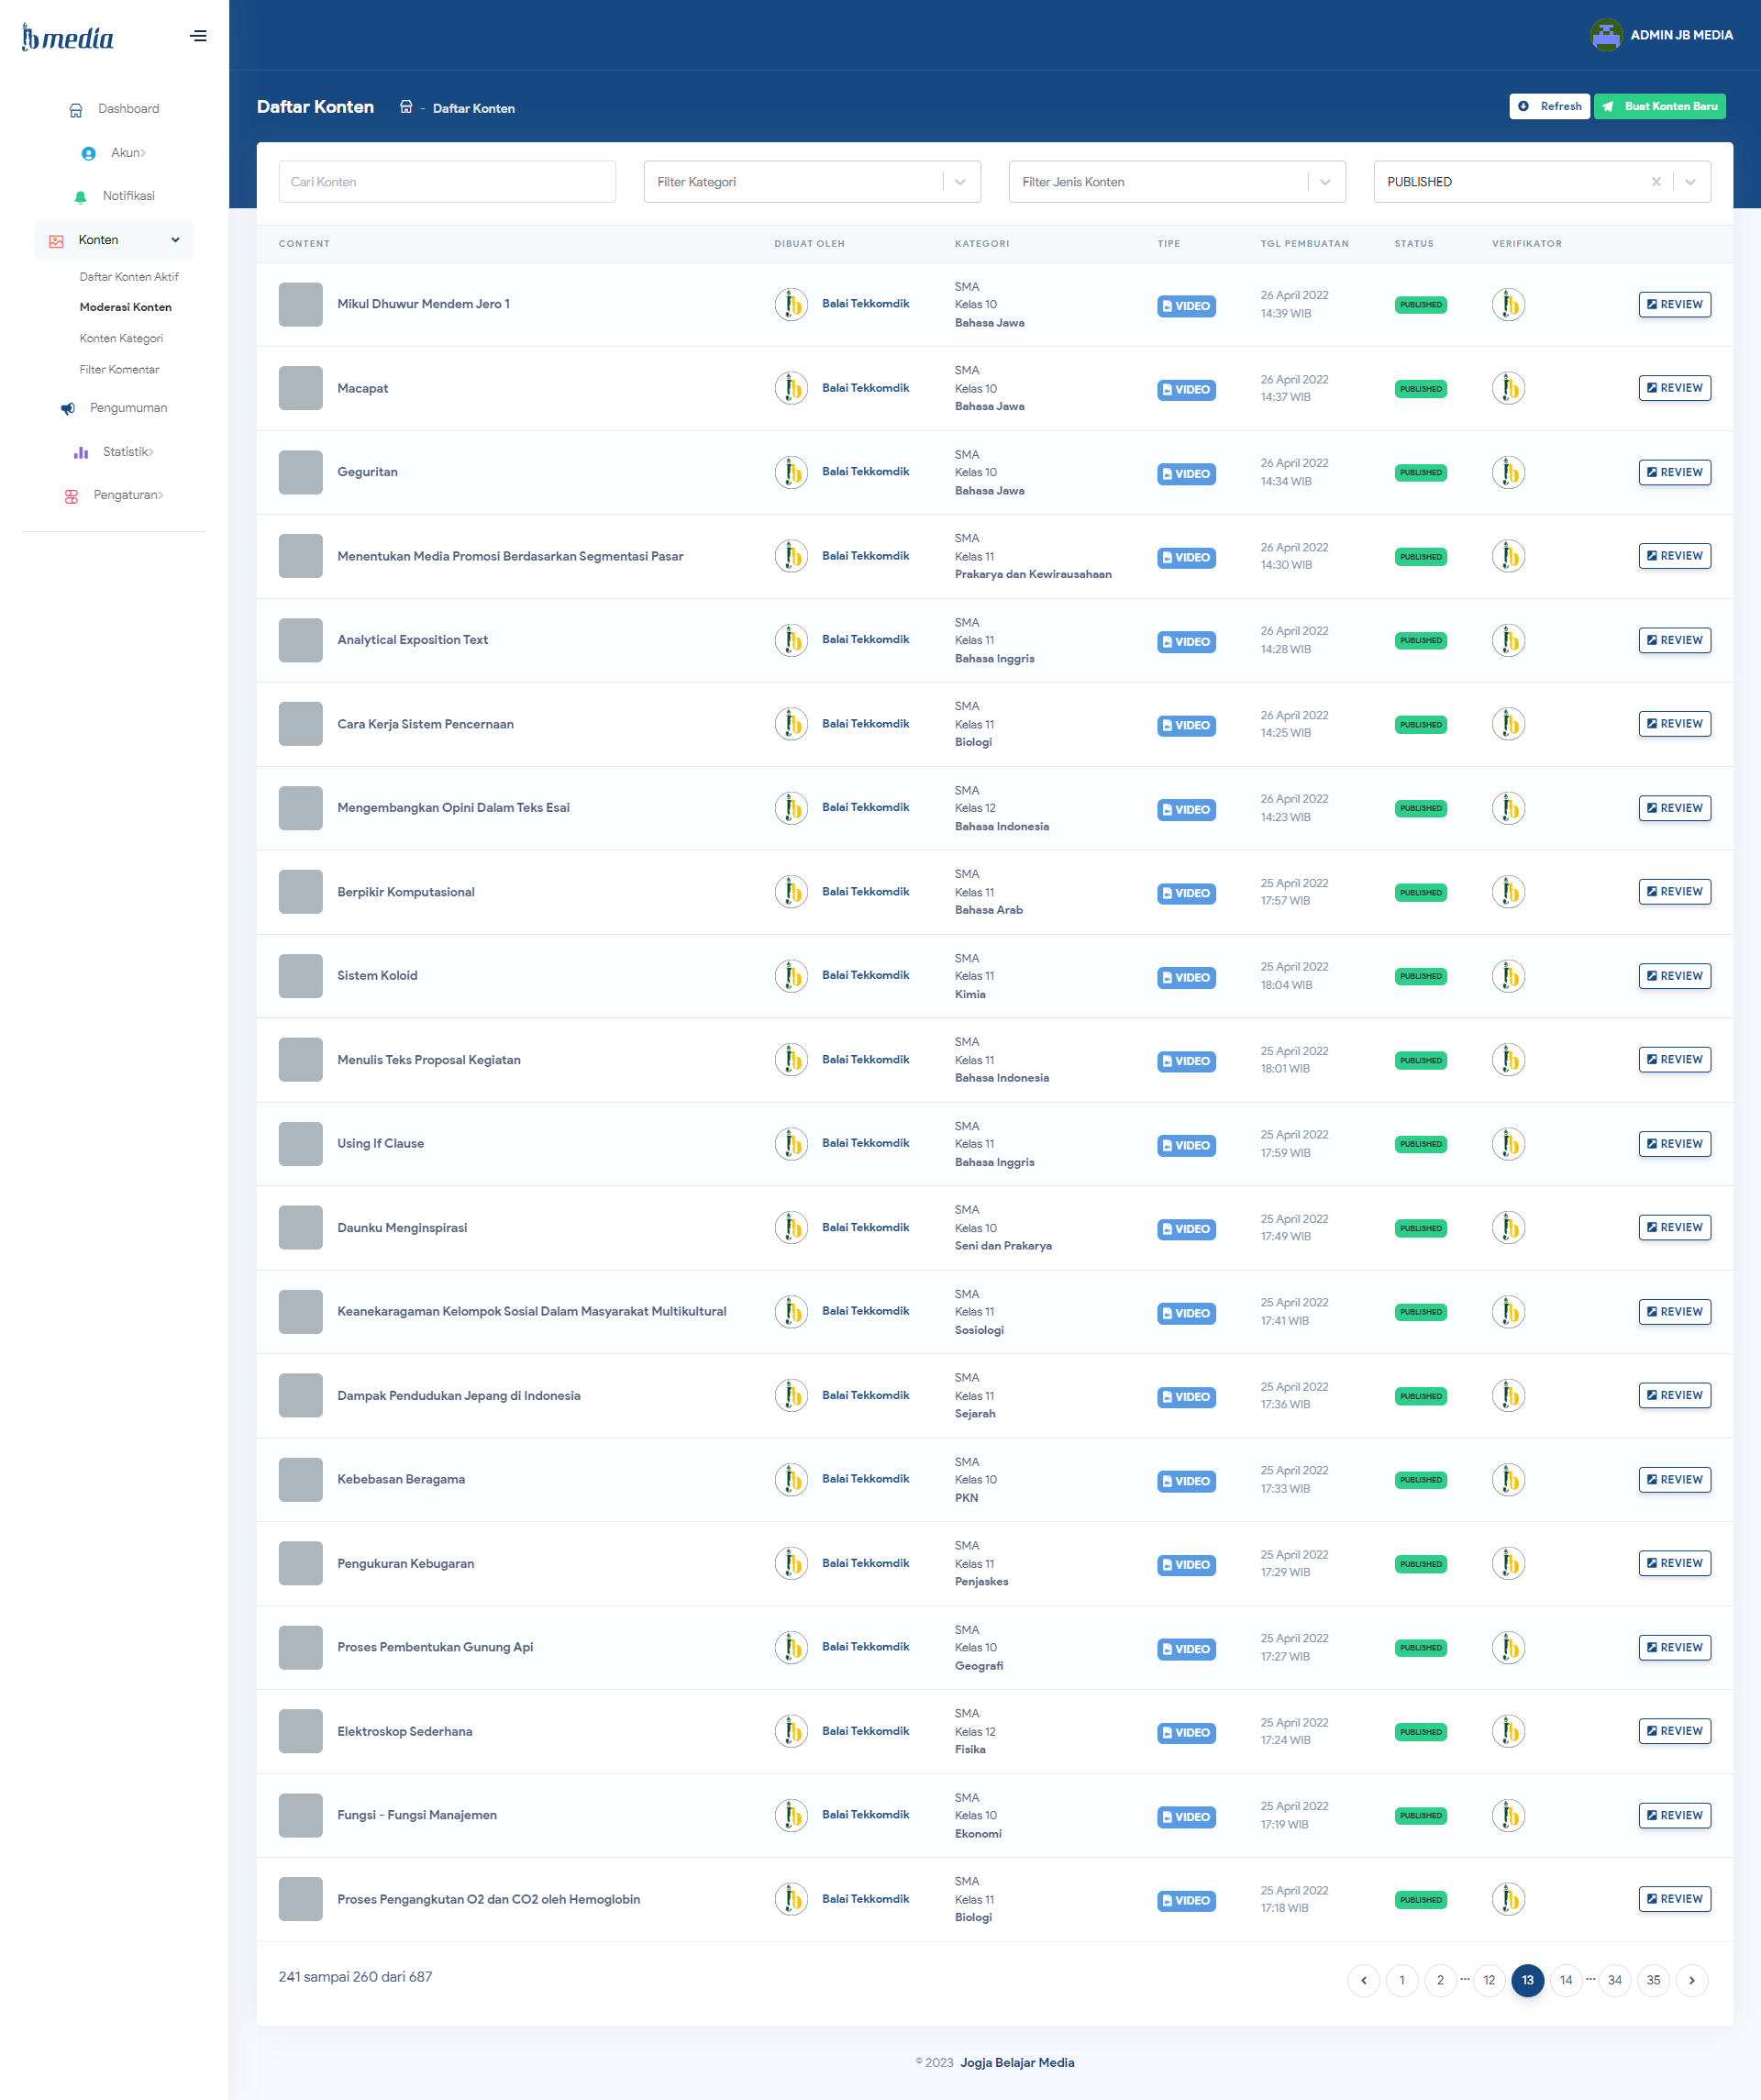 jb media
ADMIN JB MEDIA
Dashboard
Akun
Notifikasi
Konten
Daftar Konten Aktif
Moderasi Konten
Konten Kategori
Filter Komentar
Pengumuman
Statistik
Pengaturan
Daftar Konten - Daftar Konten
Refresh
Buat Konten Baru
Cari Konten
Filter Kategori
Filter Jenis Konten
PUBLISHED
CONTENT DIBUAT OLEH KATEGORI TIPE TGL PEMBUATAN STATUS VERIFIKATOR
Mikul Dhuwur Mendem Jero 1
Balai Tekkomdik
SMA
Kelas 10
Bahasa Jawa
VIDEO
26 April 2022
14:39 WIB
PUBLISHED
REVIEW
Macapat
Balai Tekkomdik
SMA
Kelas 10
Bahasa Jawa
VIDEO
26 April 2022
14:37 WIB
PUBLISHED
REVIEW
Geguritan
Balai Tekkomdik
SMA
Kelas 10
Bahasa Jawa
VIDEO
26 April 2022
14:34 WIB
PUBLISHED
REVIEW
Menentukan Media Promosi Berdasarkan Segmentasi Pasar
Balai Tekkomdik
SMA
Kelas 11
Prakarya dan Kewirausahaan
VIDEO
26 April 2022
14:30 WIB
PUBLISHED
REVIEW
Analytical Exposition Text
Balai Tekkomdik
SMA
Kelas 11
Bahasa Inggris
VIDEO
26 April 2022
14:28 WIB
PUBLISHED
REVIEW
Cara Kerja Sistem Pencernaan
Balai Tekkomdik
SMA
Kelas 11
Biologi
VIDEO
26 April 2022
14:25 WIB
PUBLISHED
REVIEW
Mengembangkan Opini Dalam Teks Esai
Balai Tekkomdik
SMA
Kelas 12
Bahasa Indonesia
VIDEO
26 April 2022
14:23 WIB
PUBLISHED
REVIEW
Berpikir Komputasional
Balai Tekkomdik
SMA
Kelas 11
Bahasa Arab
VIDEO
25 April 2022
17:57 WIB
PUBLISHED
REVIEW
Sistem Koloid
Balai Tekkomdik
SMA
Kelas 11
Kimia
VIDEO
25 April 2022
18:04 WIB
PUBLISHED
REVIEW
Menulis Teks Proposal Kegiatan
Balai Tekkomdik
SMA
Kelas 11
Bahasa Indonesia
VIDEO
25 April 2022
18:01 WIB
PUBLISHED
REVIEW
Using If Clause
Balai Tekkomdik
SMA
Kelas 11
Bahasa Inggris
VIDEO
25 April 2022
17:59 WIB
PUBLISHED
REVIEW
Daunku Menginspirasi
Balai Tekkomdik
SMA
Kelas 10
Seni dan Prakarya
VIDEO
25 April 2022
17:49 WIB
PUBLISHED
REVIEW
Keanekaragaman Kelompok Sosial Dalam Masyarakat Multikultural
Balai Tekkomdik
SMA
Kelas 11
Sosiologi
VIDEO
25 April 2022
17:41 WIB
PUBLISHED
REVIEW
Dampak Pendudukan Jepang di Indonesia
Balai Tekkomdik
SMA
Kelas 11
Sejarah
VIDEO
25 April 2022
17:36 WIB
PUBLISHED
REVIEW
Kebebasan Beragama
Balai Tekkomdik
SMA
Kelas 10
PKN
VIDEO
25 April 2022
17:33 WIB
PUBLISHED
REVIEW
Pengukuran Kebugaran
Balai Tekkomdik
SMA
Kelas 11
Penjaskes
VIDEO
25 April 2022
17:29 WIB
PUBLISHED
REVIEW
Proses Pembentukan Gunung Api
Balai Tekkomdik
SMA
Kelas 10
Geografi
VIDEO
25 April 2022
17:27 WIB
PUBLISHED
REVIEW
Elektroskop Sederhana
Balai Tekkomdik
SMA
Kelas 12
Fisika
VIDEO
25 April 2022
17:24 WIB
PUBLISHED
REVIEW
Fungsi - Fungsi Manajemen
Balai Tekkomdik
SMA
Kelas 10
Ekonomi
VIDEO
25 April 2022
17:19 WIB
PUBLISHED
REVIEW
Proses Pengangkutan O2 dan CO2 oleh Hemoglobin
Balai Tekkomdik
SMA
Kelas 11
Biologi
VIDEO
25 April 2022
17:18 WIB
PUBLISHED
REVIEW
241 sampai 260 dari 687
1 2 ... 12 13 14 ... 34 35
© 2023 Jogja Belajar Media